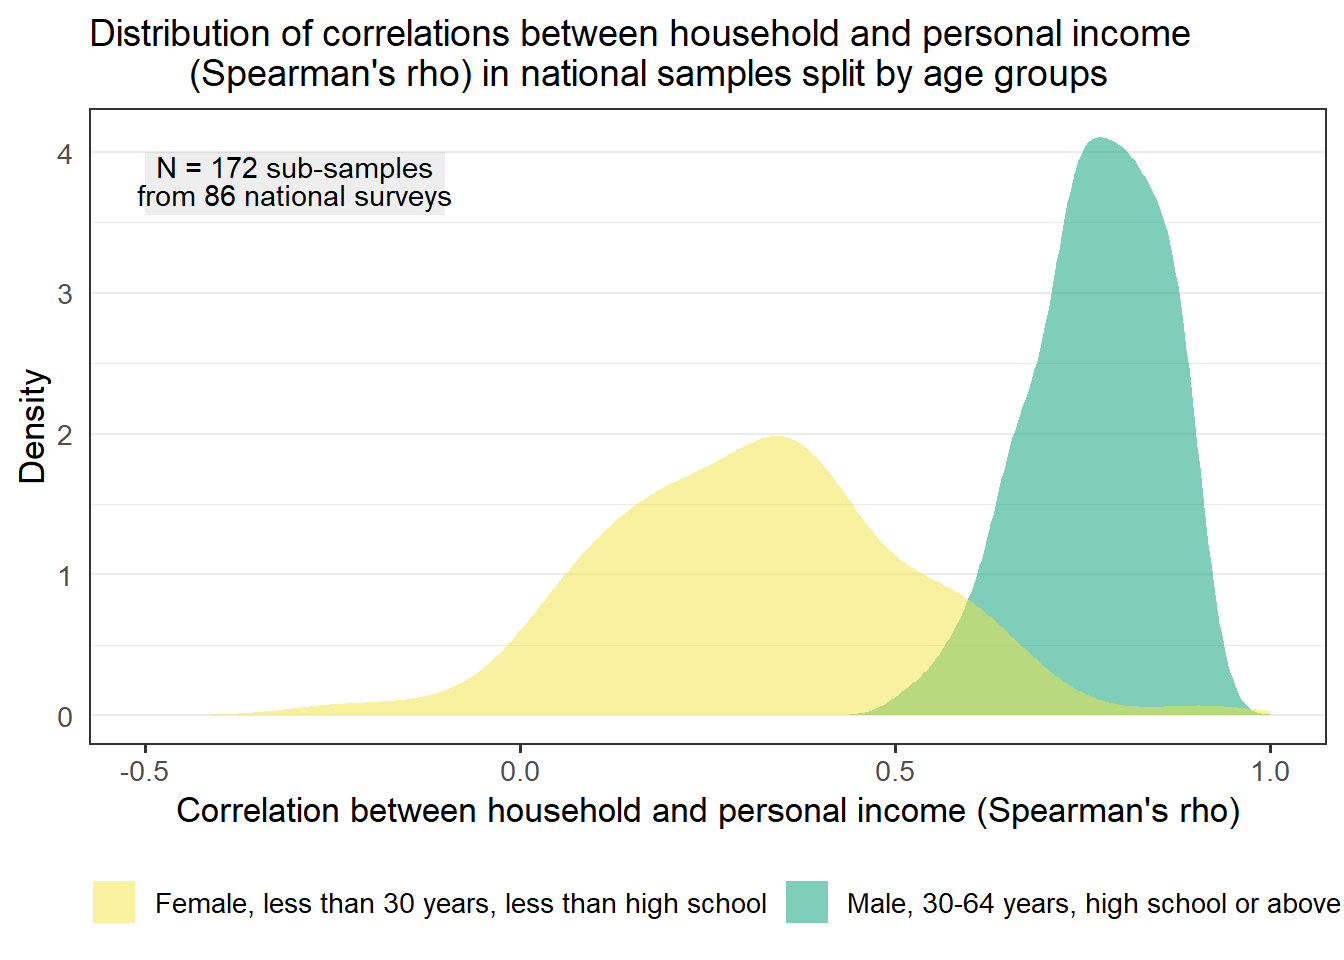 Distribution of correlations between household and personal income
(Spearman's rho) in national samples split by age groups
N = 172 sub-samples
from 86 national surveys
4
3
2
1
0
Density
-0.5 0.0 0.5 1.0
Correlation between household and personal income (Spearman's rho)
Female, less than 30 years, less than high school Male, 30-64 years, high school or above